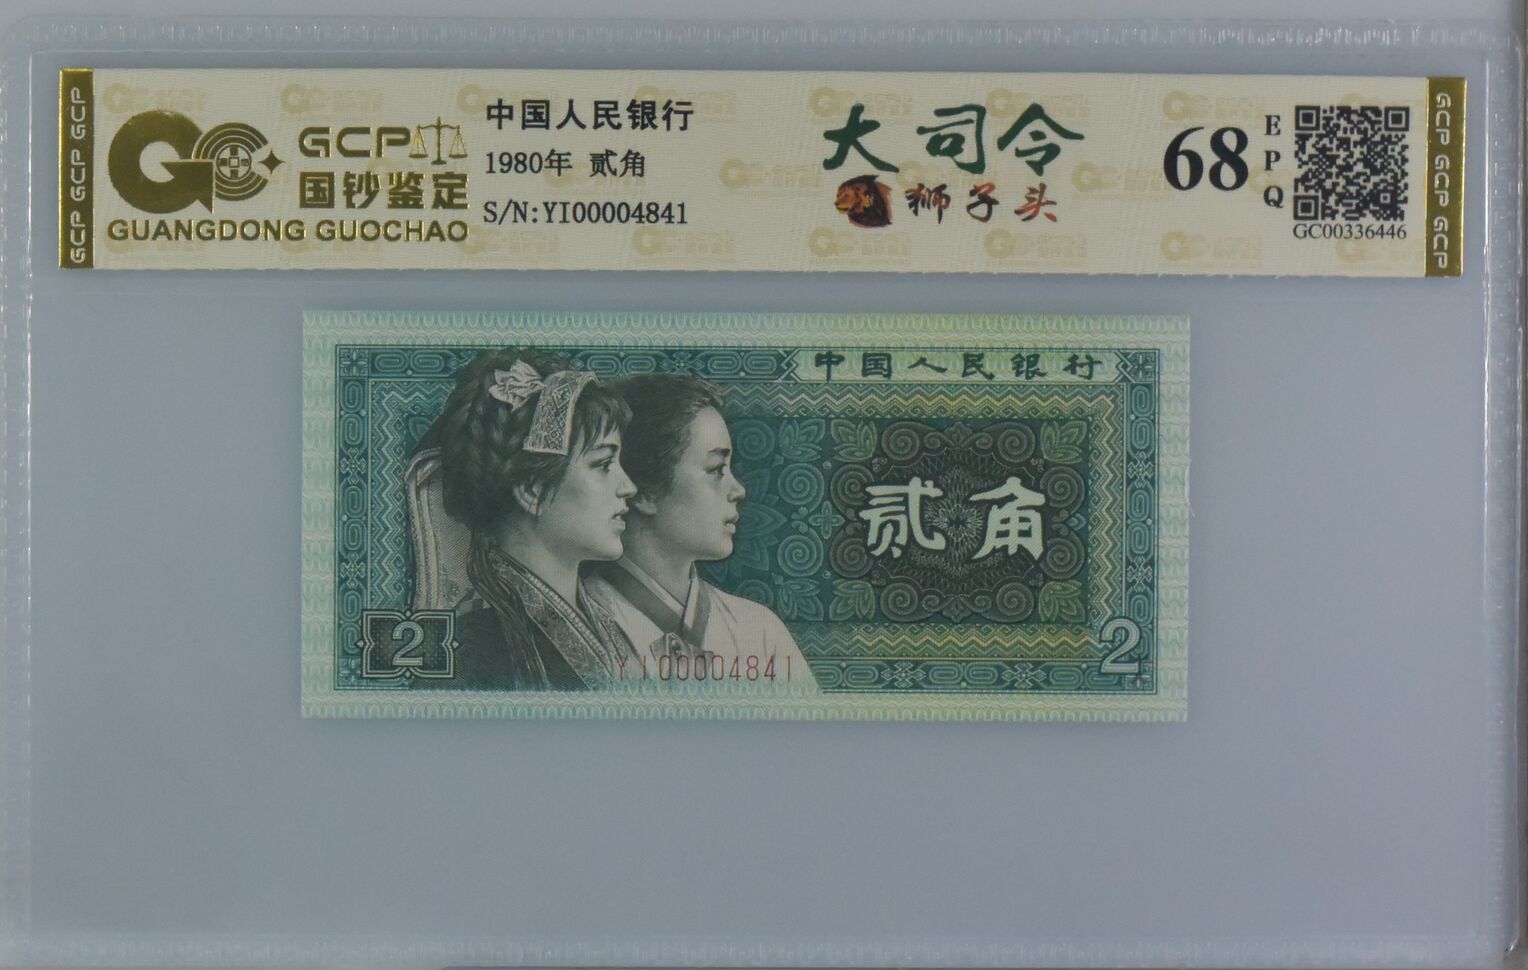 GCP GCP GCP
GCP
国钞鉴定
GUANGDONG GUOCHAO
中国人民银行
1980年 贰角
S/N:YI00004841
大司令
狮子头
68
EPQ
GC00336446
GCP GCP GCP
中国人民银行
贰角
2
2
YI00004841